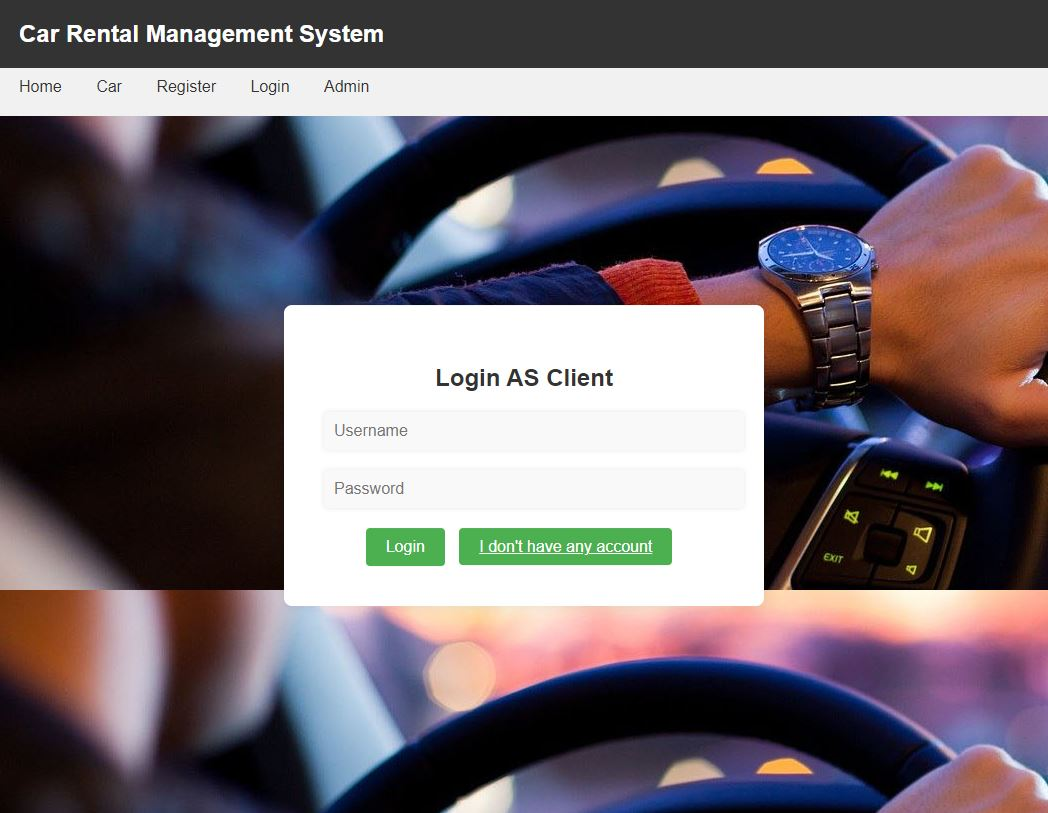 Car Rental Management System
Home Car Register Login Admin
Login AS Client
Username
Password
Login I don't have any account
EXIT